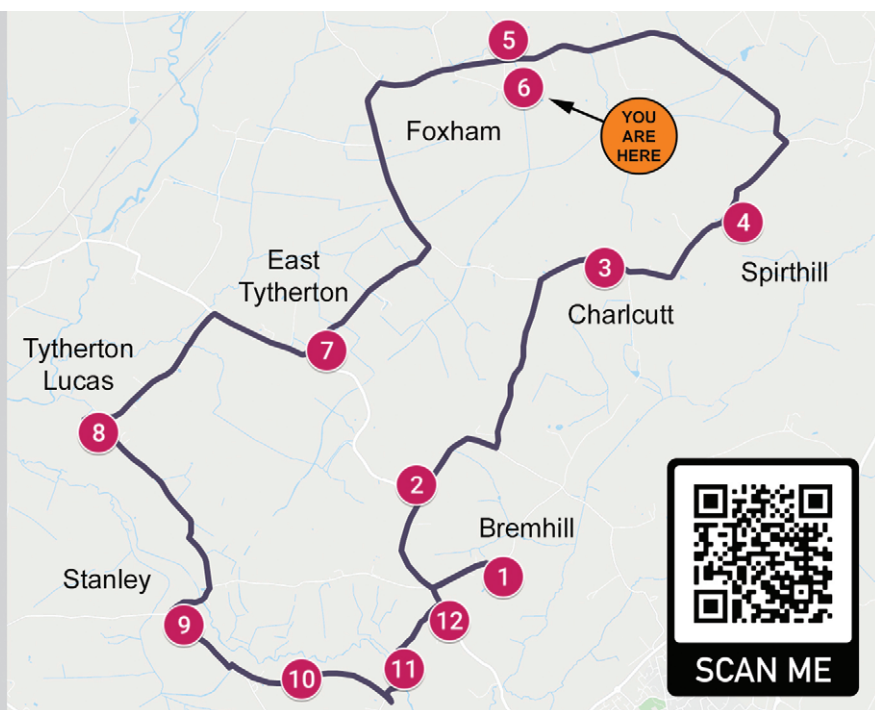 5
6
YOU
ARE
HERE
Foxham
4
East
Tytherton
3
Spirthill
Charlcutt
7
Tytherton
Lucas
8
2
Bremhill
Stanley
1
9
12
11
10
SCAN ME